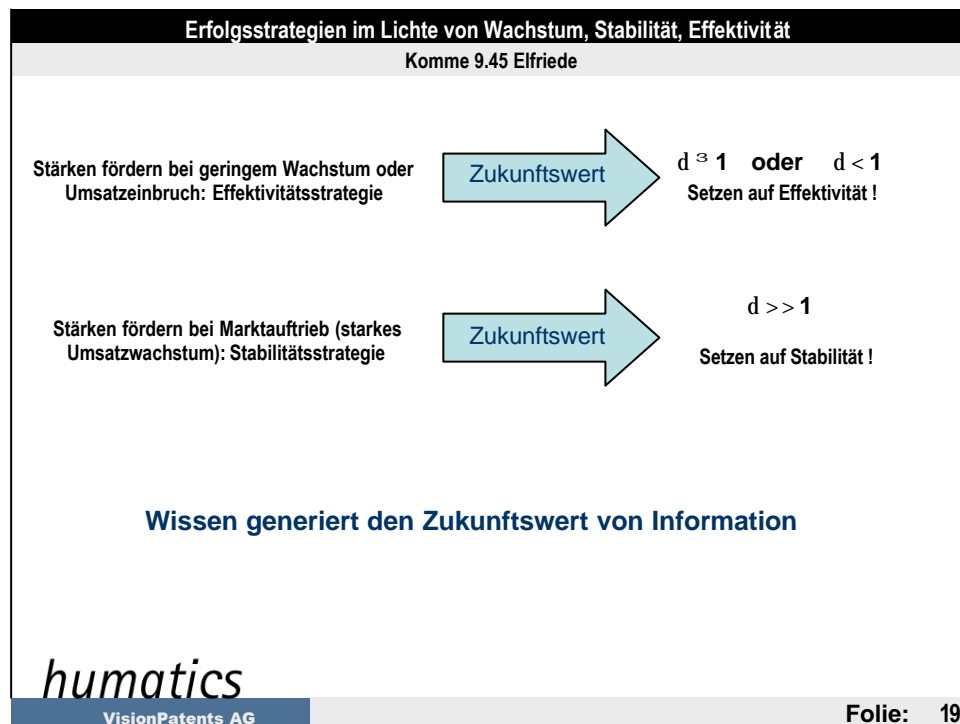 Erfolgsstrategien im Lichte von Wachstum, Stabilität, Effektivität
Komme 9.45 Elfriede
Stärken fördern bei geringem Wachstum oder
Umsatzeinbruch: Effektivitätsstrategie
Zukunftswert
d ³ 1 oder d < 1
Setzen auf Effektivität !
Stärken fördern bei Marktauftrieb (starkes
Umsatzwachstum): Stabilitätsstrategie
Zukunftswert
d >> 1
Setzen auf Stabilität !
Wissen generiert den Zukunftswert von Information
humatics
VisionPatents AG
Folie: 19